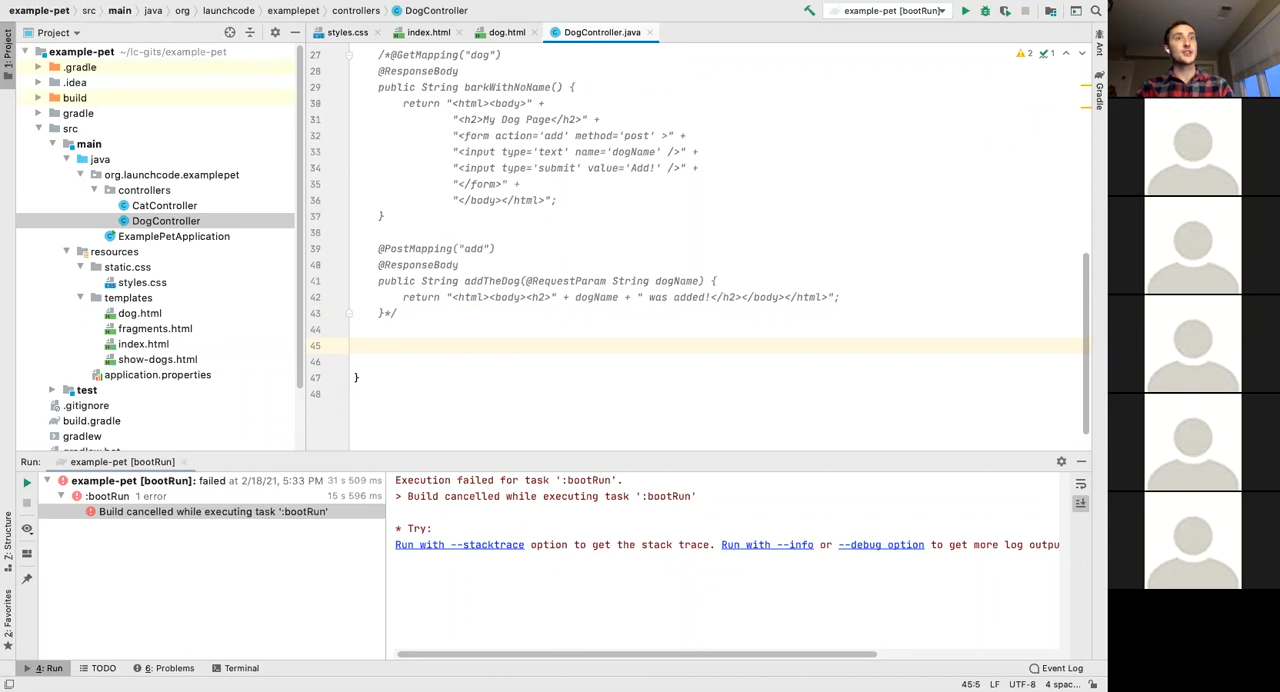 example-pet src main java org launchcode examplepet controllers DogController example-pet [bootRun]
Project styles.css index.html dog.html DogController.java
1: Project
Ant
Gradle
example-pet ~/lc-gits/example-pet
.gradle
.idea
build
gradle
src
main
java
org.launchcode.examplepet
controllers
CatController
DogController
ExamplePetApplication
resources
static.css
styles.css
templates
dog.html
fragments.html
index.html
show-dogs.html
application.properties
test
.gitignore
build.gradle
gradlew
2 1
27 /*@GetMapping("dog")
28 @ResponseBody
29 public String barkWithNoName() {
30 return "<html><body>" +
31 "<h2>My Dog Page</h2>" +
32 "<form action='add' method='post' >" +
33 "<input type='text' name='dogName' />" +
34 "<input type='submit' value='Add!' />" +
35 "</form>" +
36 "</body></html>";
37 }
38
39 @PostMapping("add")
40 @ResponseBody
41 public String addTheDog(@RequestParam String dogName) {
42 return "<html><body><h2>" + dogName + " was added!</h2></body></html>";
43 }*/
44
45
46
47 }
48
Run: example-pet [bootRun]
example-pet [bootRun]: failed at 2/18/21, 5:33 PM 31 s 509 ms
:bootRun 1 error 15 s 596 ms
Build cancelled while executing task ':bootRun'
Execution failed for task ':bootRun'.
> Build cancelled while executing task ':bootRun'
* Try:
Run with --stacktrace option to get the stack trace. Run with --info or --debug option to get more log outpu
7: Structure
2: Favorites
4: Run TODO 6: Problems Terminal Event Log
45:5 LF UTF-8 4 spac...